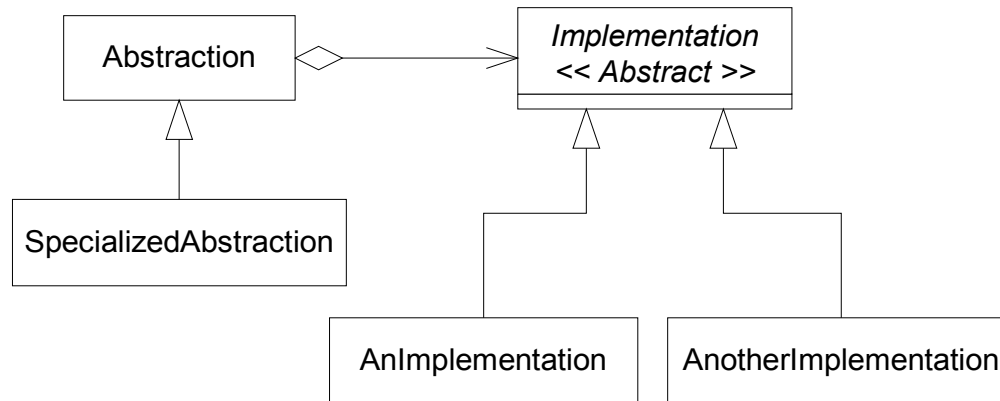 Abstraction
Implementation
<< Abstract >>
SpecializedAbstraction
AnImplementation
AnotherImplementation